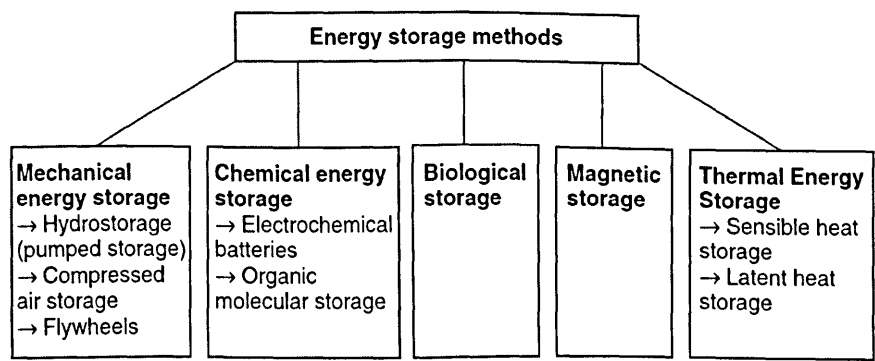 Energy storage methods
Mechanical
energy storage
→ Hydrostorage
(pumped storage)
→ Compressed
air storage
→ Flywheels
Chemical energy
storage
→ Electrochemical
batteries
→ Organic
molecular storage
Biological
storage
Magnetic
storage
Thermal Energy
Storage
→ Sensible heat
storage
→ Latent heat
storage